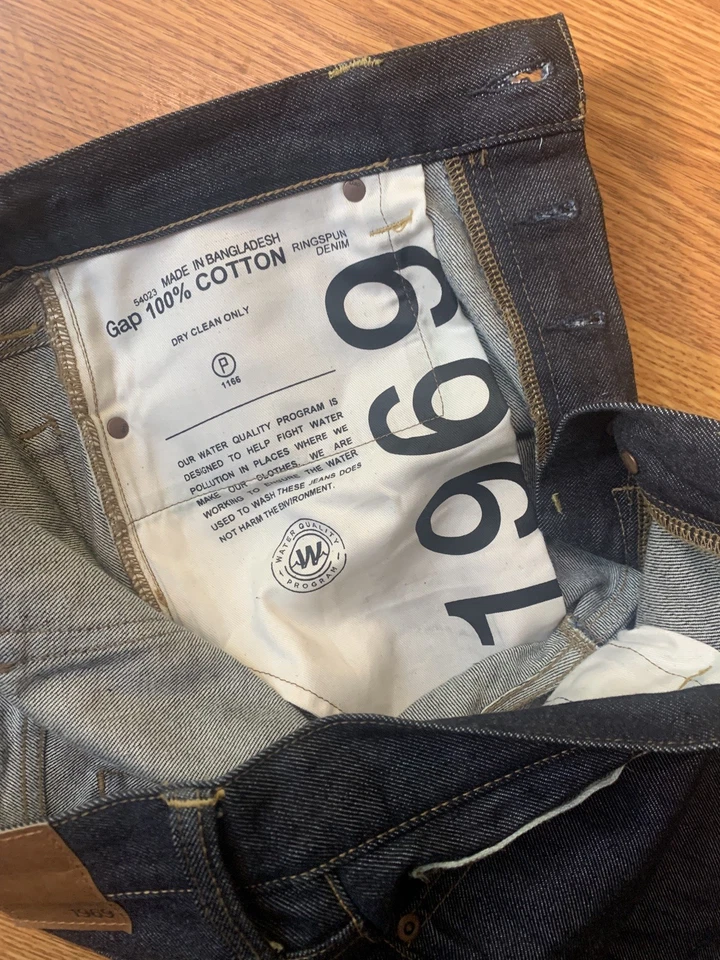 54023 MADE IN BANGLADESH
Gap 100% COTTON
RINGSPUN
DENIM
DRY CLEAN ONLY
P
1166
1969
OUR WATER QUALITY PROGRAM IS
DESIGNED TO HELP FIGHT WATER
POLLUTION IN PLACES WHERE WE
MAKE OUR CLOTHES. WE ARE
WORKING TO ENSURE THE WATER
USED TO WASH THESE JEANS DOES
NOT HARM THE ENVIRONMENT.
WATER QUALITY
W
PROGRAM
1969